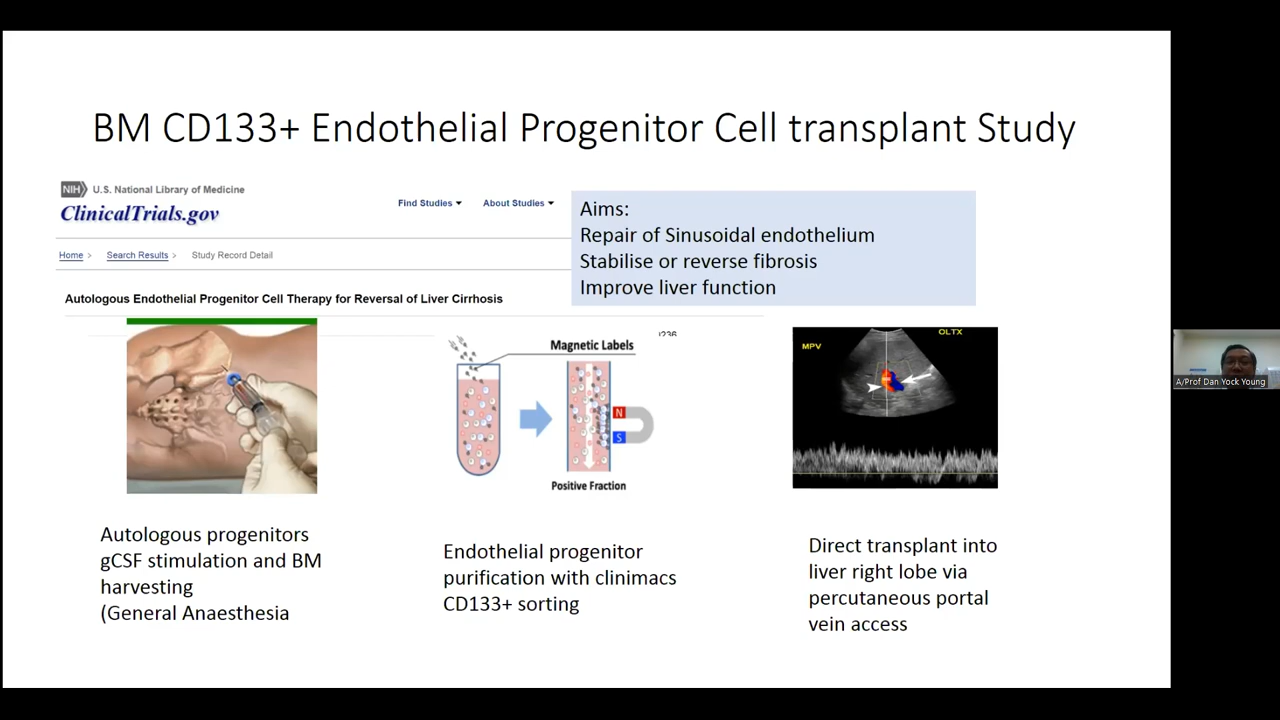 BM CD133+ Endothelial Progenitor Cell transplant Study
NIH U.S. National Library of Medicine
ClinicalTrials.gov
Find Studies About Studies
Home > Search Results > Study Record Detail
Autologous Endothelial Progenitor Cell Therapy for Reversal of Liver Cirrhosis
Aims:
Repair of Sinusoidal endothelium
Stabilise or reverse fibrosis
Improve liver function
Magnetic Labels
N
S
Positive Fraction
OLTX
MPV
Autologous progenitors
gCSF stimulation and BM
harvesting
(General Anaesthesia
Endothelial progenitor
purification with clinimacs
CD133+ sorting
Direct transplant into
liver right lobe via
percutaneous portal
vein access
A/Prof Dan Yock Young